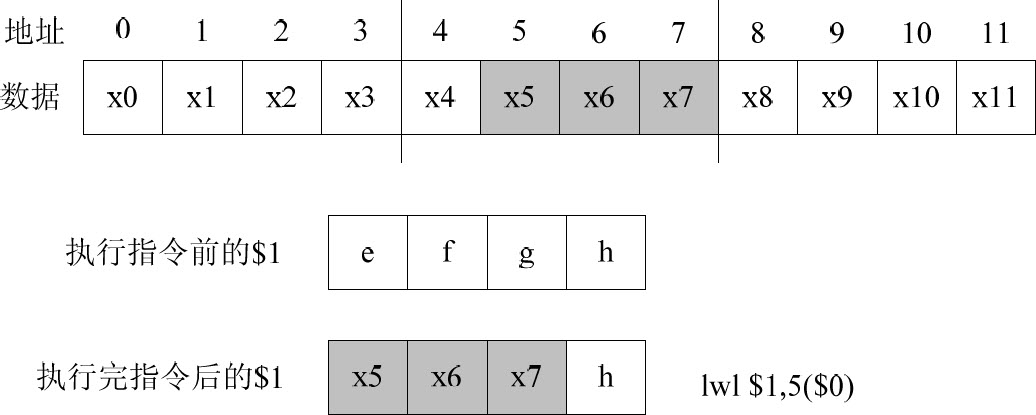 地址 0 1 2 3 4 5 6 7 8 9 10 11
数据 x0 x1 x2 x3 x4 x5 x6 x7 x8 x9 x10 x11
执行指令前的$1 e f g h
执行完指令后的$1 x5 x6 x7 h lwl $1,5($0)